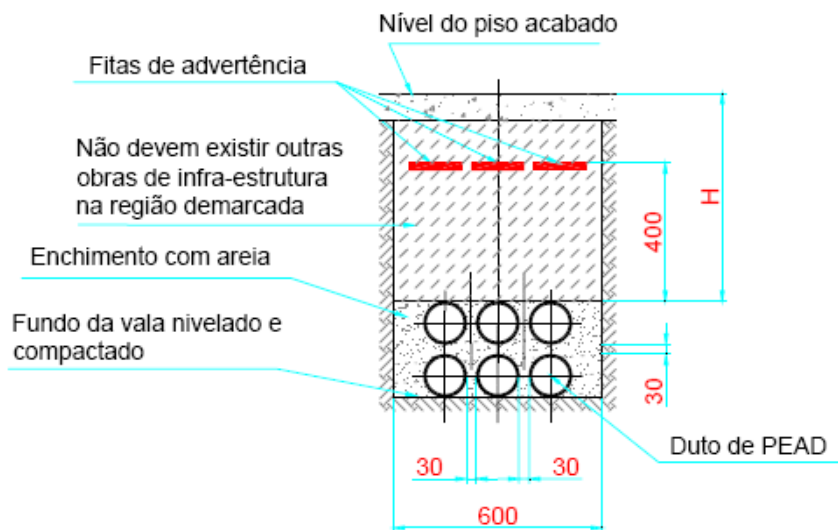 Nível do piso acabado
Fitas de advertência
Não devem existir outras
obras de infra-estrutura
na região demarcada
H
400
Enchimento com areia
Fundo da vala nivelado e
compactado
30
Duto de PEAD
30
30
600